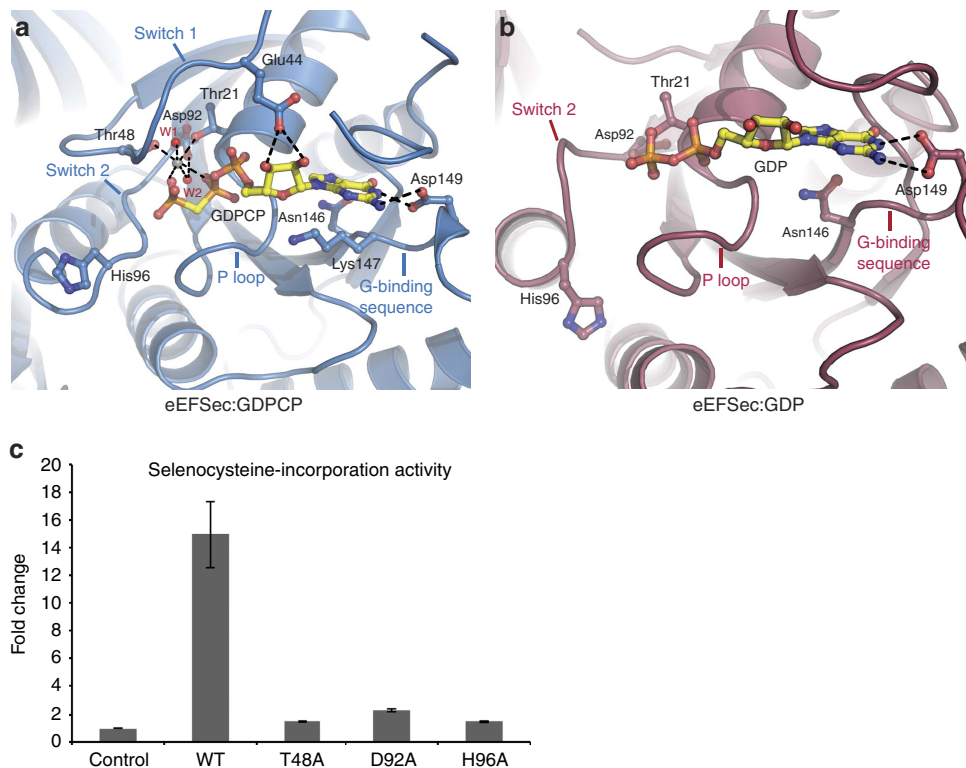 a
Switch 1
Glu44
Thr21
Asp92
Thr48
W1
Switch 2
W2
Asp149
GDPCP
Asn146
Lys147
His96
P loop
G-binding
sequence
eEFSec:GDPCP
b
Thr21
Switch 2
Asp92
GDP
Asp149
Asn146
G-binding
sequence
P loop
His96
eEFSec:GDP
c
Selenocysteine-incorporation activity
Fold change
20
18
16
14
12
10
8
6
4
2
0
Control WT T48A D92A H96A